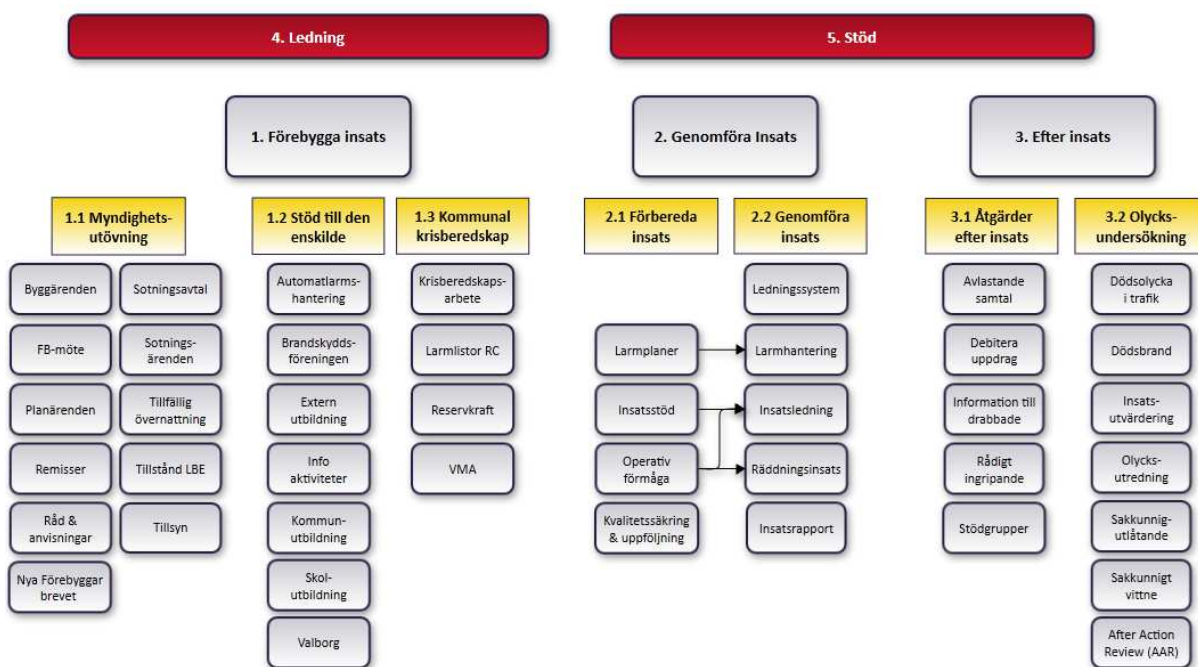 4. Ledning
5. Stöd
1. Förebygga insats
2. Genomföra Insats
3. Efter insats
1.1 Myndighets-
utövning
1.2 Stöd till den
enskilde
1.3 Kommunal
krisberedskap
2.1 Förbereda
insats
2.2 Genomföra
insats
3.1 Åtgärder
efter insats
3.2 Olycks-
undersökning
Byggärenden
FB-möte
Planärenden
Remisser
Råd &
anvisningar
Nya Förebyggar
brevet
Sotningsavtal
Sotnings-
ärenden
Tillfällig
övernattning
Tillstånd LBE
Tillsyn
Automatlarms-
hantering
Brandskydds-
föreningen
Extern
utbildning
Info
aktiviteter
Kommun-
utbildning
Skol-
utbildning
Valborg
Krisberedskaps-
arbete
Larmlistor RC
Reservkraft
VMA
Larmplaner
Insatsstöd
Operativ
förmåga
Kvalitetssäkring
& uppföljning
Ledningssystem
Larmhantering
Insatsledning
Räddningsinsats
Insatsrapport
Avlastande
samtal
Debitera
uppdrag
Information till
drabbade
Rådigt
ingripande
Stödgrupper
Dödsolycka
i trafik
Dödsbrand
Insats-
utvärdering
Olycks-
utredning
Sakkunnig-
utlåtande
Sakkunnigt
vittne
After Action
Review (AAR)